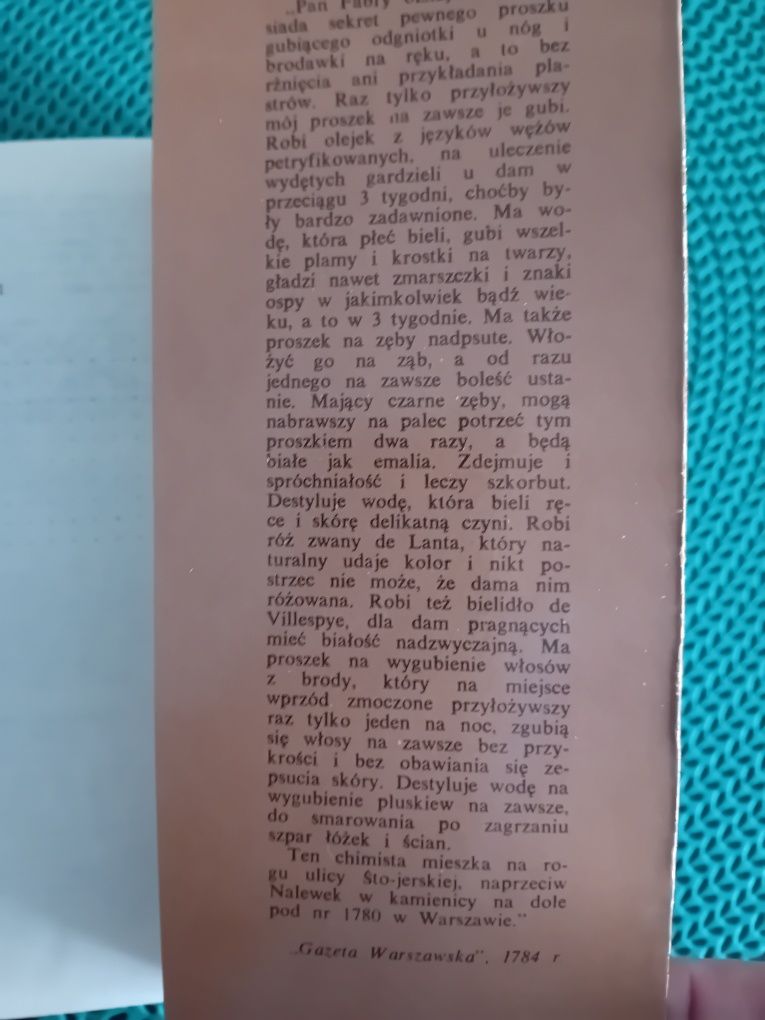 „Pan Fabry
siada sekret pewnego proszku
gubiącego odgniotki u nóg i
brodawki na ręku, a to bez
rżnięcia ani przykładania pla-
strów. Raz tylko przyłożywszy
mój proszek na zawsze je gubi.
Robi olejek z języków wężów
petryfikowanych, na uleczenie
wydętych gardzieli u dam w
przeciągu 3 tygodni, choćby by-
ły bardzo zadawnione. Ma wo-
dę, która płeć bieli, gubi wszel-
kie plamy i krostki na twarzy,
gładzi nawet zmarszczki i znaki
ospy w jakimkolwiek bądź wie-
ku, a to w 3 tygodnie. Ma także
proszek na zęby nadpsute. Wło-
żyć go na ząb, a od razu
jednego na zawsze boleść usta-
nie. Mający czarne zęby, mogą
nabrawszy na palec potrzeć tym
proszkiem dwa razy, a będą
białe jak emalia. Zdejmuje i
spróchniałość i leczy szkorbut.
Destyluje wodę, która bieli rę-
ce i skórę delikatną czyni. Robi
róż zwany de Lanta, który na-
turalny udaje kolor i nikt po-
strzec nie może, że dama nim
różowana. Robi też bielidło de
Villespye, dla dam pragnących
mieć białość nadzwyczajną. Ma
proszek na wygubienie włosów
z brody, który na miejsce
wprzód zmoczone przyłożywszy
raz tylko jeden na noc, zgubią
się włosy na zawsze bez przy-
krości i bez obawiania się ze-
psucia skóry. Destyluje wodę na
wygubienie pluskiew na zawsze,
do smarowania po zagrzaniu
szpar łóżek i ścian.
Ten chimista mieszka na ro-
gu ulicy Sto-jerskiej, naprzeciw
Nalewek w kamienicy na dole
pod nr 1780 w Warszawie."
„Gazeta Warszawska", 1784 r